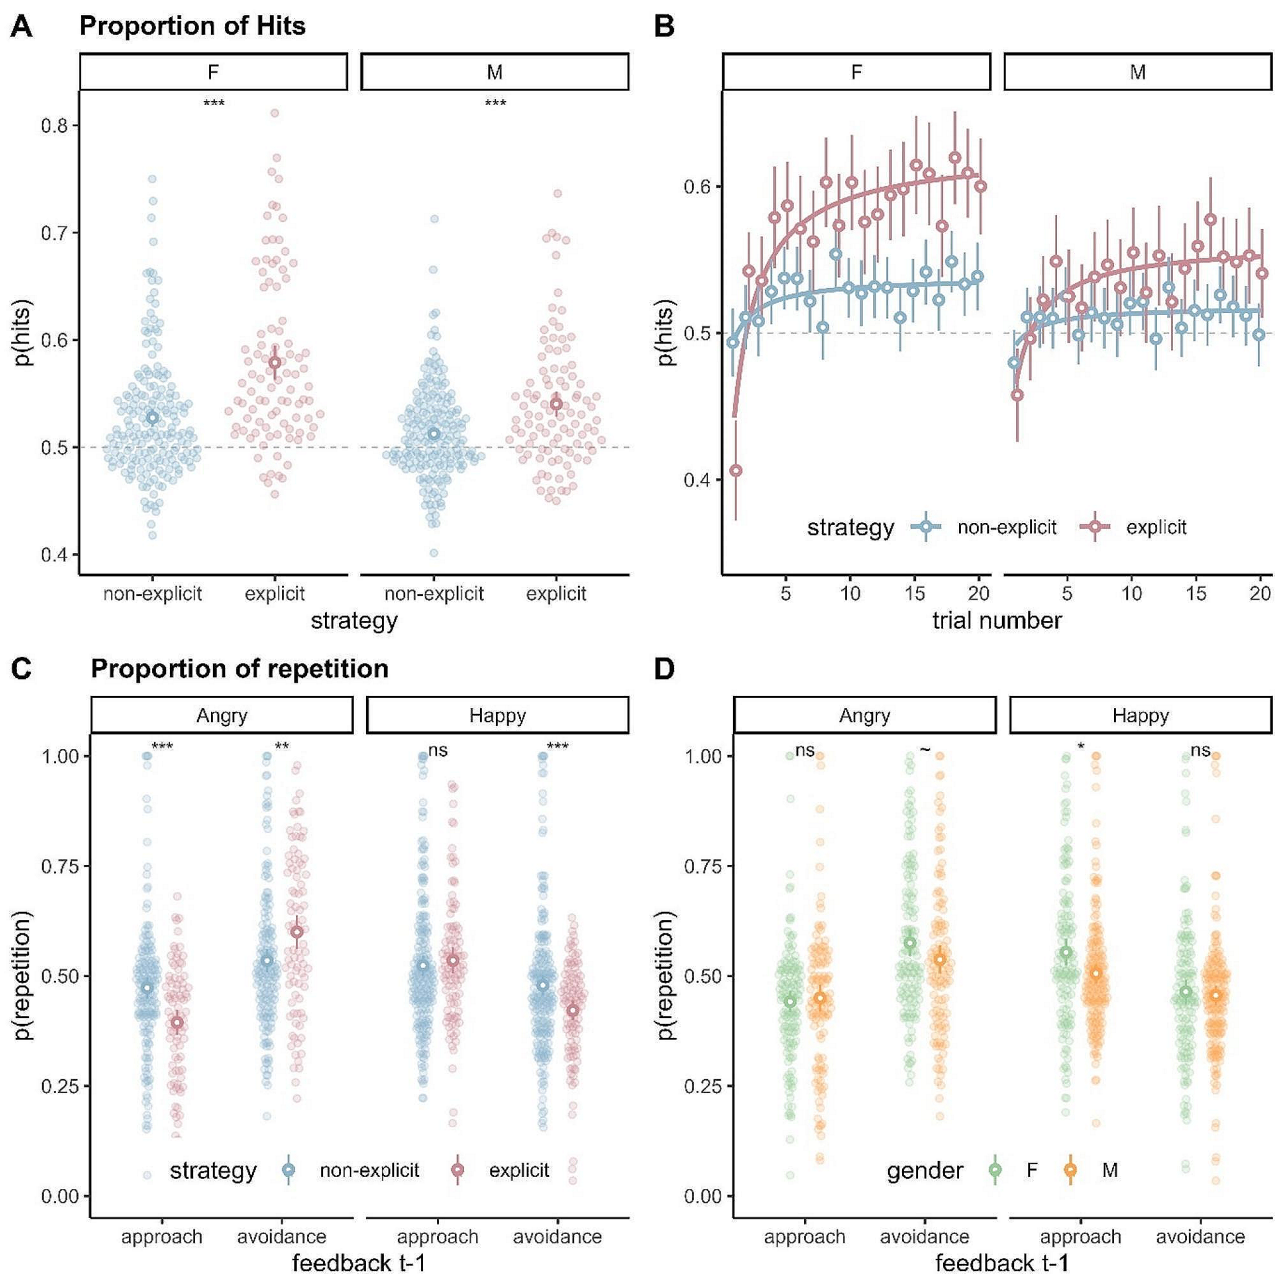 A Proportion of Hits
F M
*** ***
0.8
0.7
0.6
0.5
0.4
p(hits)
non-explicit explicit non-explicit explicit
strategy
B
F M
0.6
0.5
0.4
p(hits)
strategy non-explicit explicit
5 10 15 20 5 10 15 20
trial number
C Proportion of repetition
Angry Happy
*** ** ns ***
1.00
0.75
0.50
0.25
0.00
p(repetition)
strategy non-explicit explicit
approach avoidance approach avoidance
feedback t-1
D
Angry Happy
ns ~ * ns
1.00
0.75
0.50
0.25
0.00
p(repetition)
gender F M
approach avoidance approach avoidance
feedback t-1